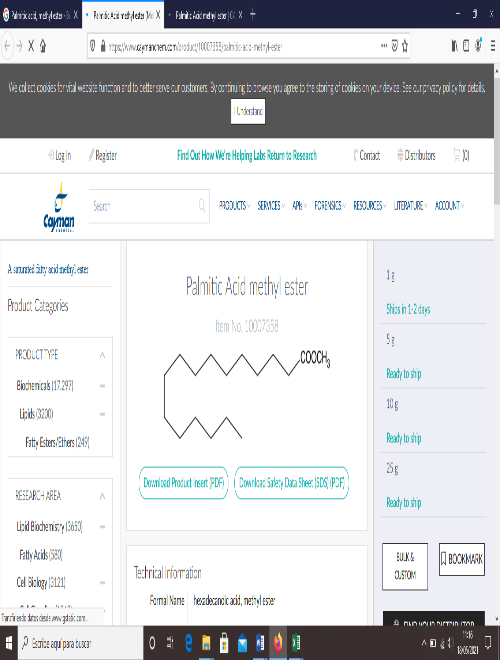 Palmitic acid, methyl ester - Bu
Palmitic Acid methyl ester (Me
Palmitic Acid methyl ester | C
https://www.caymanchem.com/product/10007358/palmitic-acid-methyl-ester
We collect cookies for vital website function and to better serve our customers. By continuing to browse you agree to the storing of cookies on your device. See our privacy policy for details.
I Understand
Log In
Register
Find Out How We're Helping Labs Return to Research
Contact
Distributors
(0)
Cayman
CHEMICAL
Search
PRODUCTS
SERVICES
APIs
FORENSICS
RESOURCES
LITERATURE
ACCOUNT
A saturated fatty acid methyl ester
Product Categories
PRODUCT TYPE
Biochemicals (17,297)
Lipids (3200)
Fatty Esters/Ethers (249)
RESEARCH AREA
Lipid Biochemistry (3650)
Fatty Acids (580)
Cell Biology (3121)
Transfiriendo datos desde www.gstatic.com...
Palmitic Acid methyl ester
Item No. 10007358
COOCH3
Download Product Insert (PDF)
Download Safety Data Sheet (SDS) (PDF)
Technical Information
Formal Name
hexadecanoic acid, methyl ester
1 g
Ships in 1-2 days
5 g
Ready to ship
10 g
Ready to ship
25 g
Ready to ship
BULK &
CUSTOM
BOOKMARK
FIND YOUR DISTRIBUTOR
Escribe aquí para buscar
11:16
18/05/2021